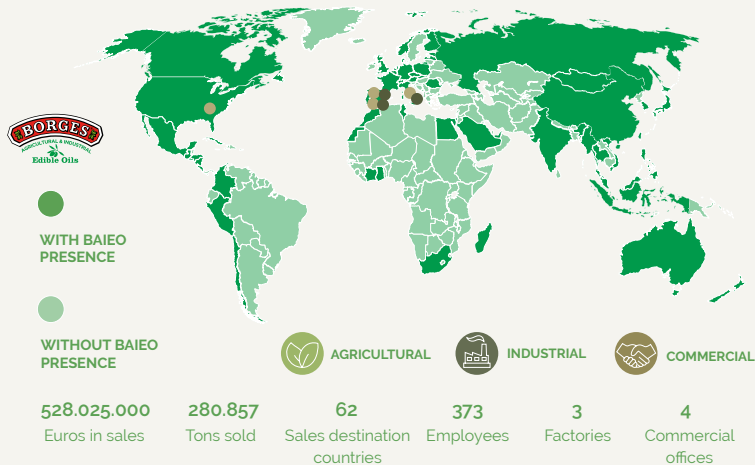 BORGES
AGRICULTURAL & INDUSTRIAL
Edible Oils
WITH BAIEO
PRESENCE
WITHOUT BAIEO
PRESENCE
AGRICULTURAL
INDUSTRIAL
COMMERCIAL
528.025.000
Euros in sales
280.857
Tons sold
62
Sales destination
countries
373
Employees
3
Factories
4
Commercial
offices